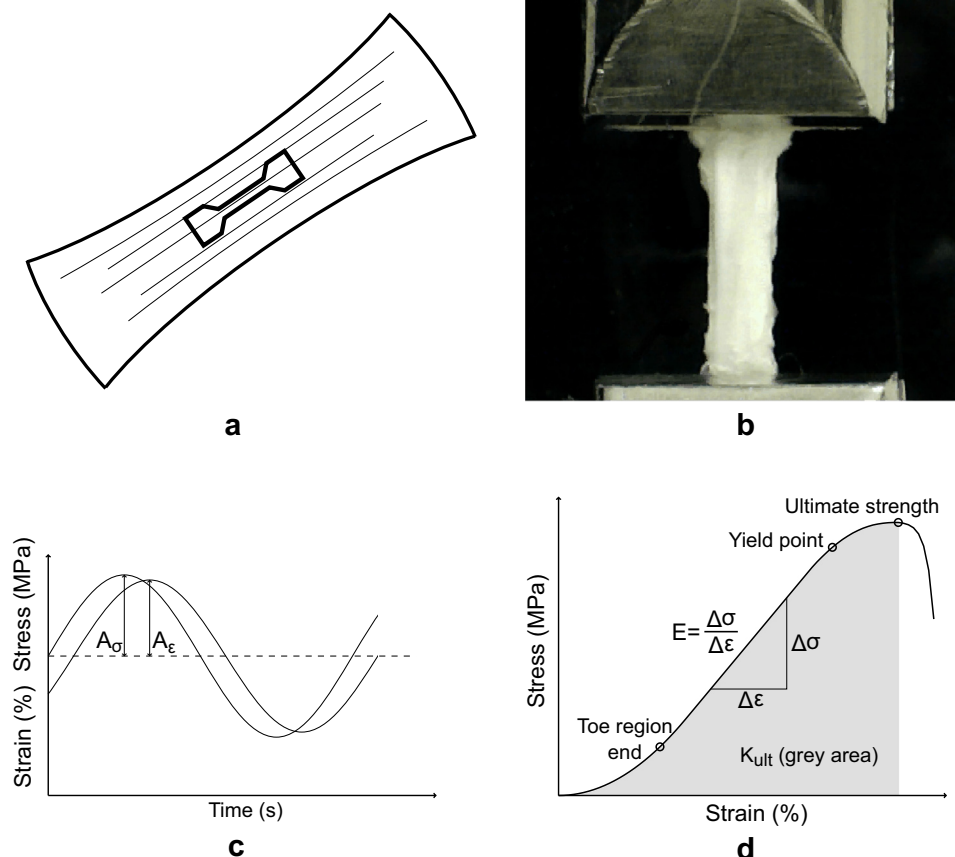 a
b
Strain (%) Stress (MPa)
Aσ
Aε
Time (s)
c
Stress (MPa)
Ultimate strength
Yield point
E=Δσ/Δε
Δσ
Δε
Toe region
end
Kult (grey area)
Strain (%)
d